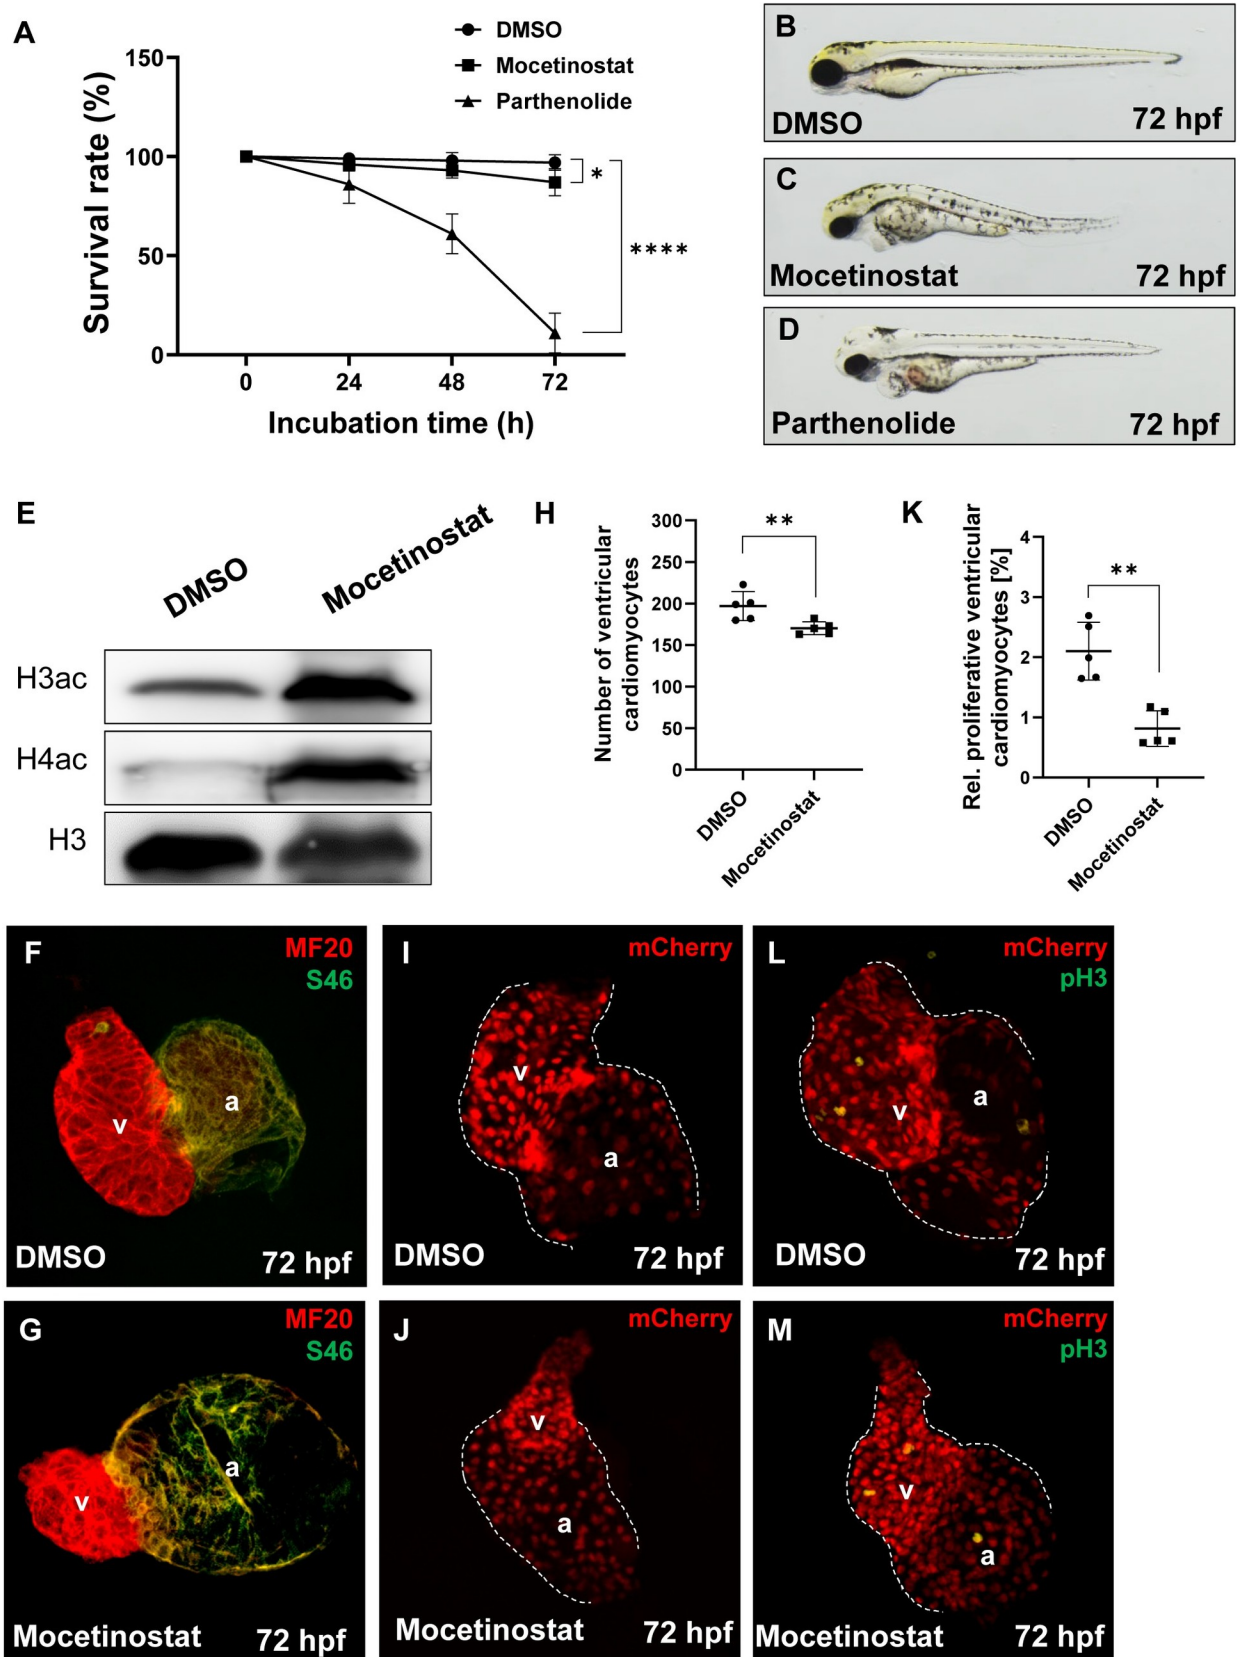 A
DMSO
Mocetinostat
Parthenolide
Survival rate (%)
150
100
50
0
*
****
0 24 48 72
Incubation time (h)
B
DMSO 72 hpf
C
Mocetinostat 72 hpf
D
Parthenolide 72 hpf
E
DMSO Mocetinostat
H3ac
H4ac
H3
H
Number of ventricular
cardiomyocytes
300
250
200
150
100
50
0
**
DMSO
Mocetinostat
K
Rel. proliferative ventricular
cardiomyocytes [%]
4
3
2
1
0
**
DMSO
Mocetinostat
F
MF20
S46
v
a
DMSO 72 hpf
I
mCherry
v
a
DMSO 72 hpf
L
mCherry
pH3
v
a
DMSO 72 hpf
G
MF20
S46
v
a
Mocetinostat 72 hpf
J
mCherry
v
a
Mocetinostat 72 hpf
M
mCherry
pH3
v
a
Mocetinostat 72 hpf